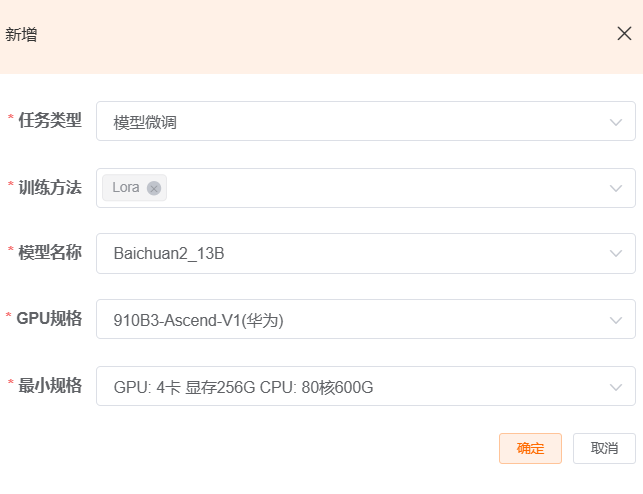 新增
* 任务类型 模型微调
* 训练方法 Lora
* 模型名称 Baichuan2_13B
* GPU规格 910B3-Ascend-V1(华为)
* 最小规格 GPU: 4卡 显存256G CPU: 80核600G
确定 取消